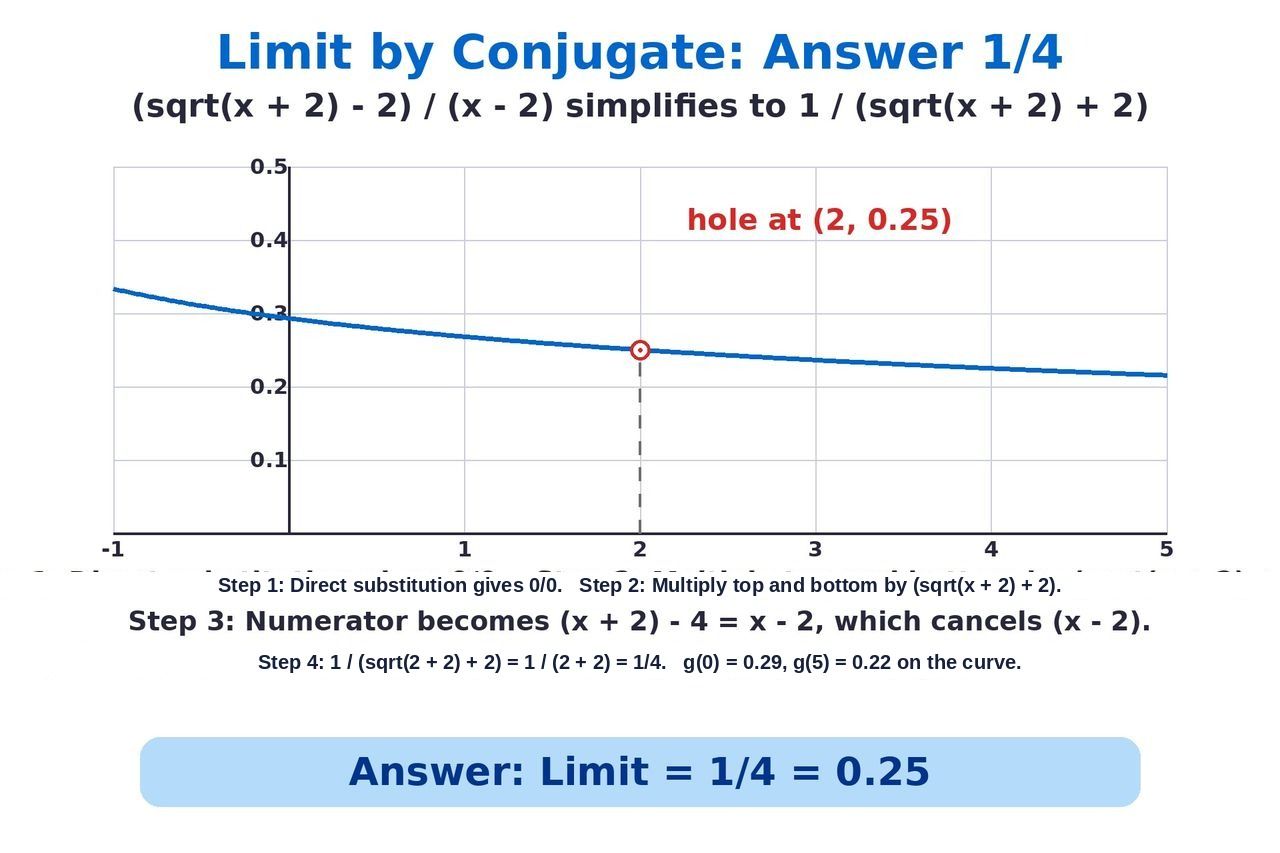 Limit by Conjugate: Answer 1/4
(sqrt(x + 2) - 2) / (x - 2) simplifies to 1 / (sqrt(x + 2) + 2)
0.5
hole at (2, 0.25)
0.4
0.3
0.2
0.1
-1 1 2 3 4 5
Step 1: Direct substitution gives 0/0. Step 2: Multiply top and bottom by (sqrt(x + 2) + 2).
Step 3: Numerator becomes (x + 2) - 4 = x - 2, which cancels (x - 2).
Step 4: 1 / (sqrt(2 + 2) + 2) = 1 / (2 + 2) = 1/4. g(0) = 0.29, g(5) = 0.22 on the curve.
Answer: Limit = 1/4 = 0.25